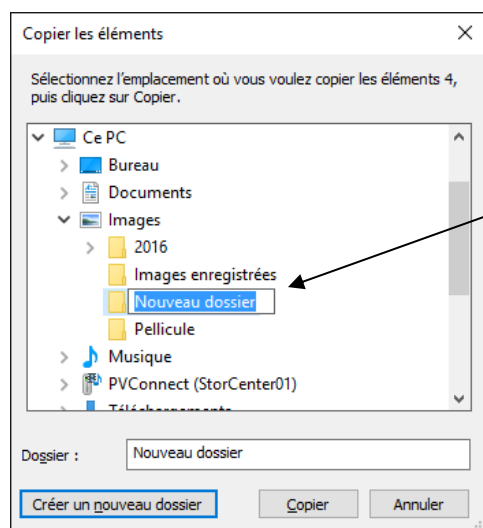 Copier les éléments
Sélectionnez l'emplacement où vous voulez copier les éléments 4,
puis cliquez sur Copier.
Ce PC
Bureau
Documents
Images
2016
Images enregistrées
Nouveau dossier
Pellicule
Musique
PVConnect (StorCenter01)
Téléchargements
Dossier :
Nouveau dossier
Créer un nouveau dossier
Copier
Annuler